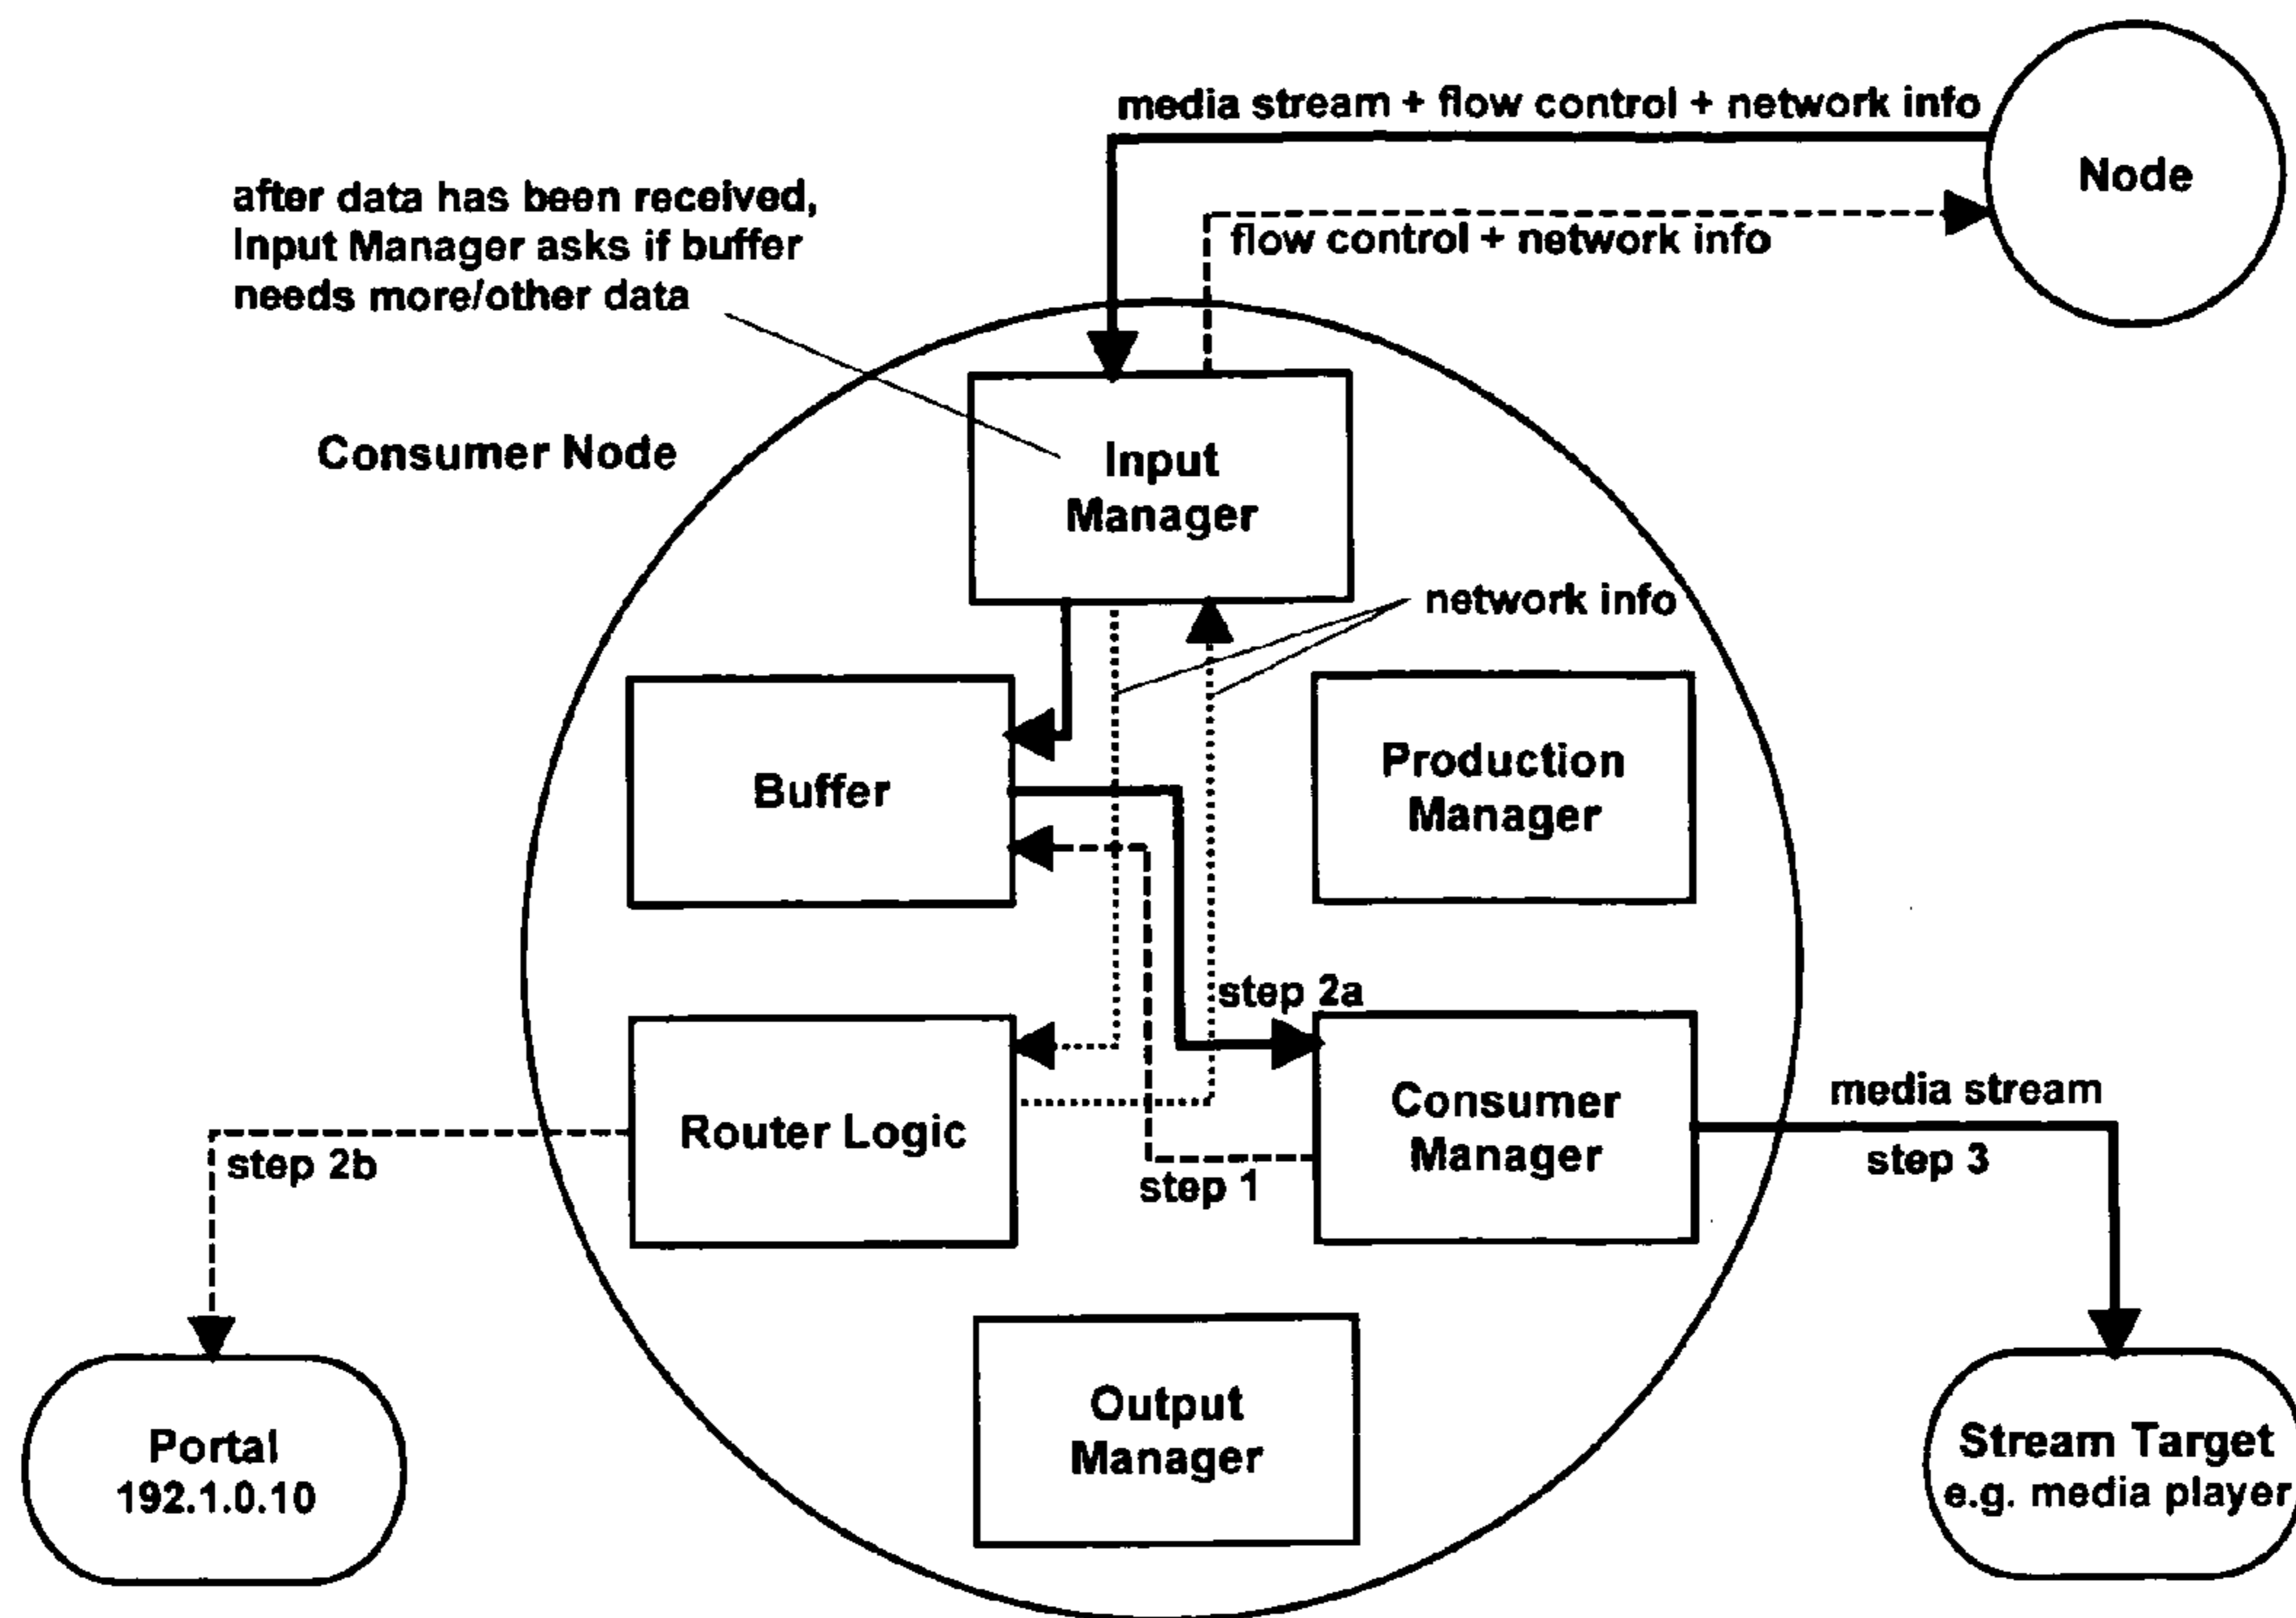 media stream + flow control + network info
Node
after data has been received,
Input Manager asks if buffer
needs more/other data
flow control + network info
Consumer Node
Input
Manager
network info
Buffer
Production
Manager
step 2a
Router Logic
Consumer
Manager
media stream
step 3
step 2b
step 1
Output
Manager
Portal
192.1.0.10
Stream Target
e.g. media player